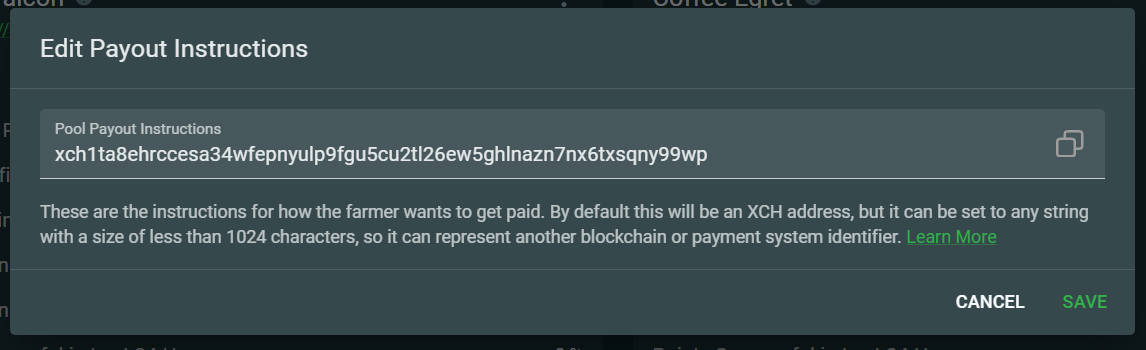 Coffee Egret
Edit Payout Instructions
Pool Payout Instructions
xch1ta8ehrccesa34wfepnyulp9fgu5cu2tl26ew5ghlnazn7nx6txsqny99wp
These are the instructions for how the farmer wants to get paid. By default this will be an XCH address, but it can be set to any string
with a size of less than 1024 characters, so it can represent another blockchain or payment system identifier. Learn More
CANCEL SAVE